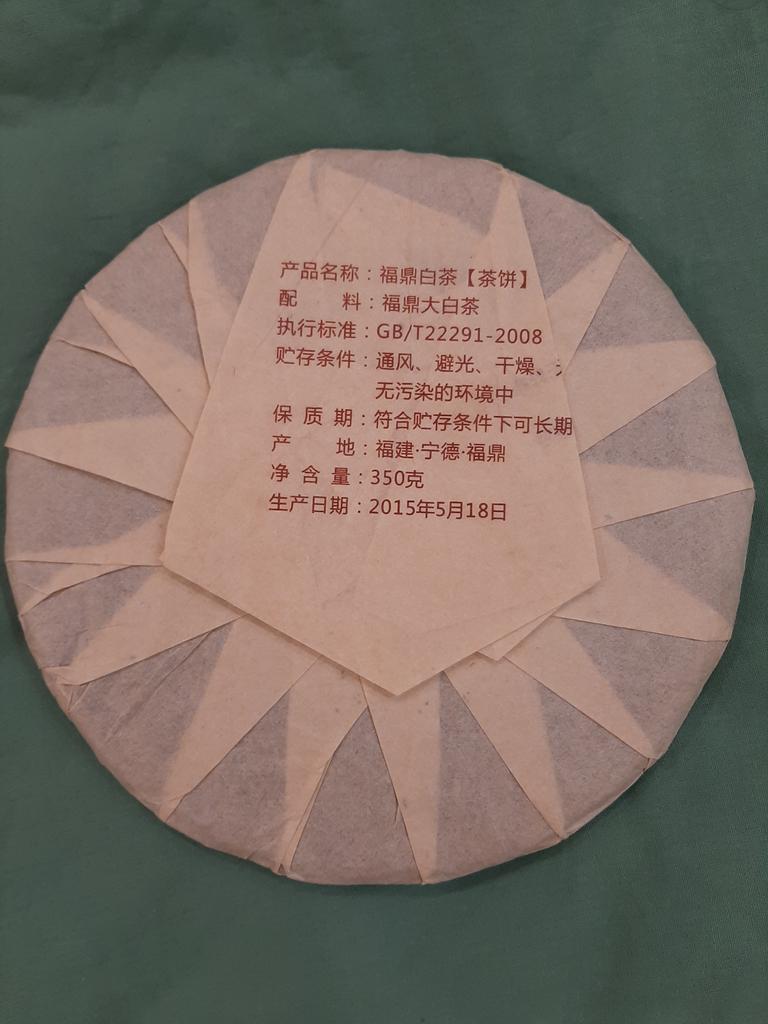 产品名称：福鼎白茶【茶饼】
配 料：福鼎大白茶
执行标准：GB/T22291-2008
贮存条件：通风、避光、干燥、
无污染的环境中
保 质 期：符合贮存条件下可长期
产 地：福建·宁德·福鼎
净 含 量：350克
生产日期：2015年5月18日